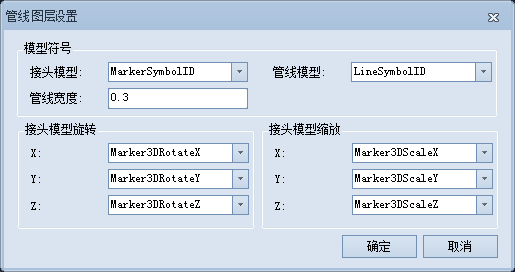 管线图层设置
模型符号
接头模型: MarkerSymbolID 管线模型: LineSymbolID
管线宽度: 0.3
接头模型旋转 接头模型缩放
X: Marker3DRotateX X: Marker3DScaleX
Y: Marker3DRotateY Y: Marker3DScaleY
Z: Marker3DRotateZ Z: Marker3DScaleZ
确定 取消